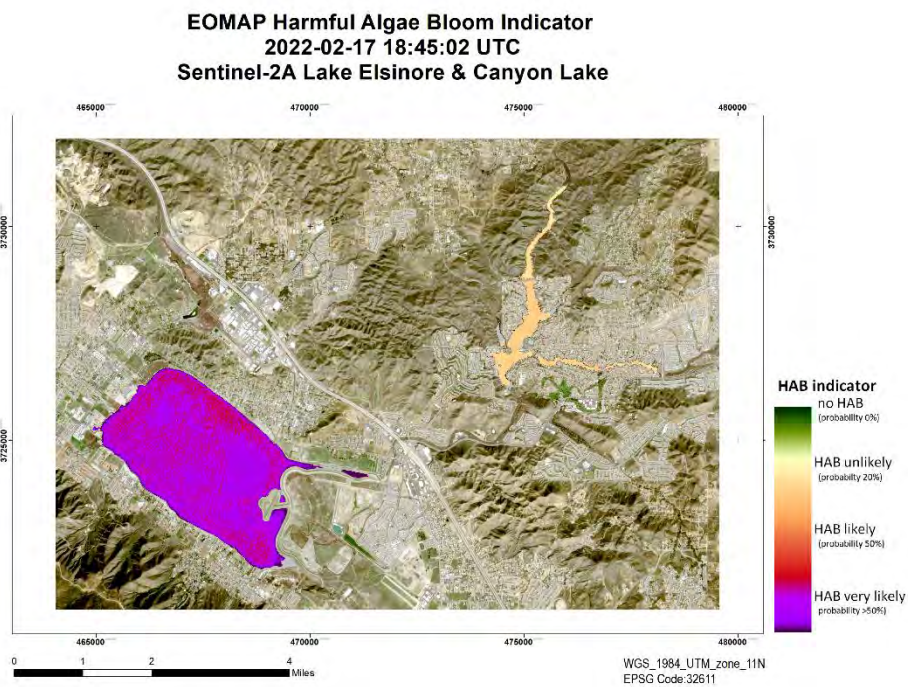 EOMAP Harmful Algae Bloom Indicator
2022-02-17 18:45:02 UTC
Sentinel-2A Lake Elsinore & Canyon Lake
465000 470000 475000 480000
3730000 3730000
3725000 3725000
HAB indicator
no HAB
(probability 0%)
HAB unlikely
(probability 20%)
HAB likely
(probability 50%)
HAB very likely
probability >50%)
465000 470000 475000 480000
0 1 2 4
Miles
WGS_1984_UTM_zone_11N
EPSG Code:32611